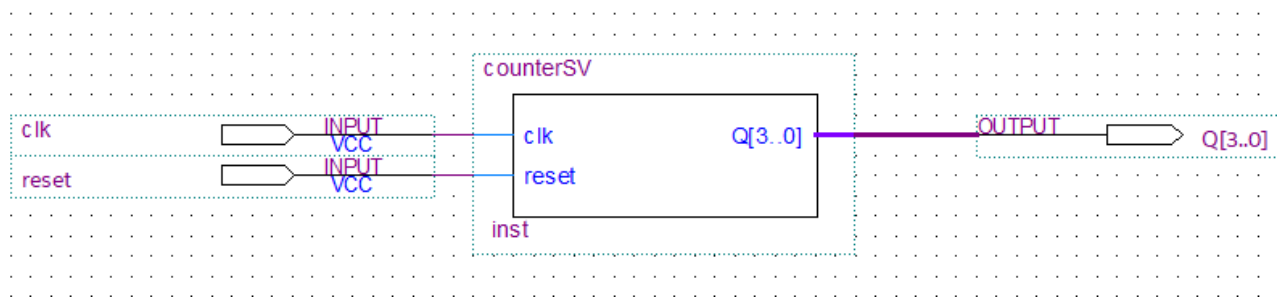 counterSV
clk INPUT VCC clk Q[3..0] OUTPUT Q[3..0]
reset INPUT VCC reset
inst